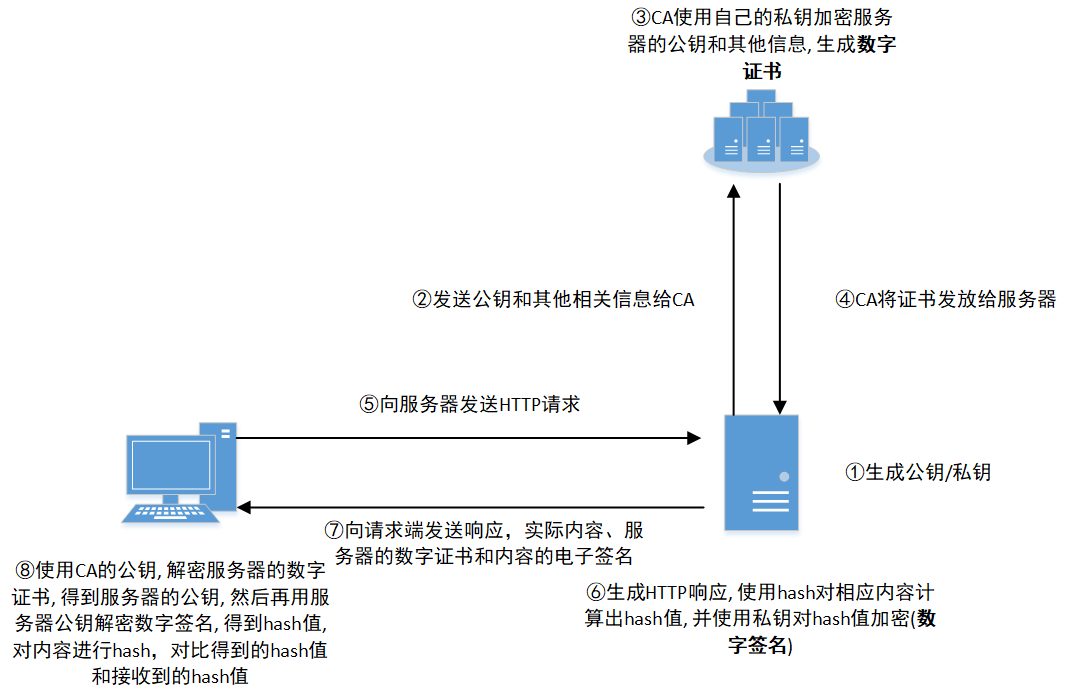 ③CA使用自己的私钥加密服务
器的公钥和其他信息, 生成数字
证书
②发送公钥和其他相关信息给CA
④CA将证书发放给服务器
⑤向服务器发送HTTP请求
①生成公钥/私钥
⑦向请求端发送响应，实际内容、服
务器的数字证书和内容的电子签名
⑧使用CA的公钥, 解密服务器的数字
证书, 得到服务器的公钥, 然后再用服
务器公钥解密数字签名, 得到hash值,
对内容进行hash，对比得到的hash值
和接收到的hash值
⑥生成HTTP响应, 使用hash对相应内容计
算出hash值, 并使用私钥对hash值加密(数
字签名)